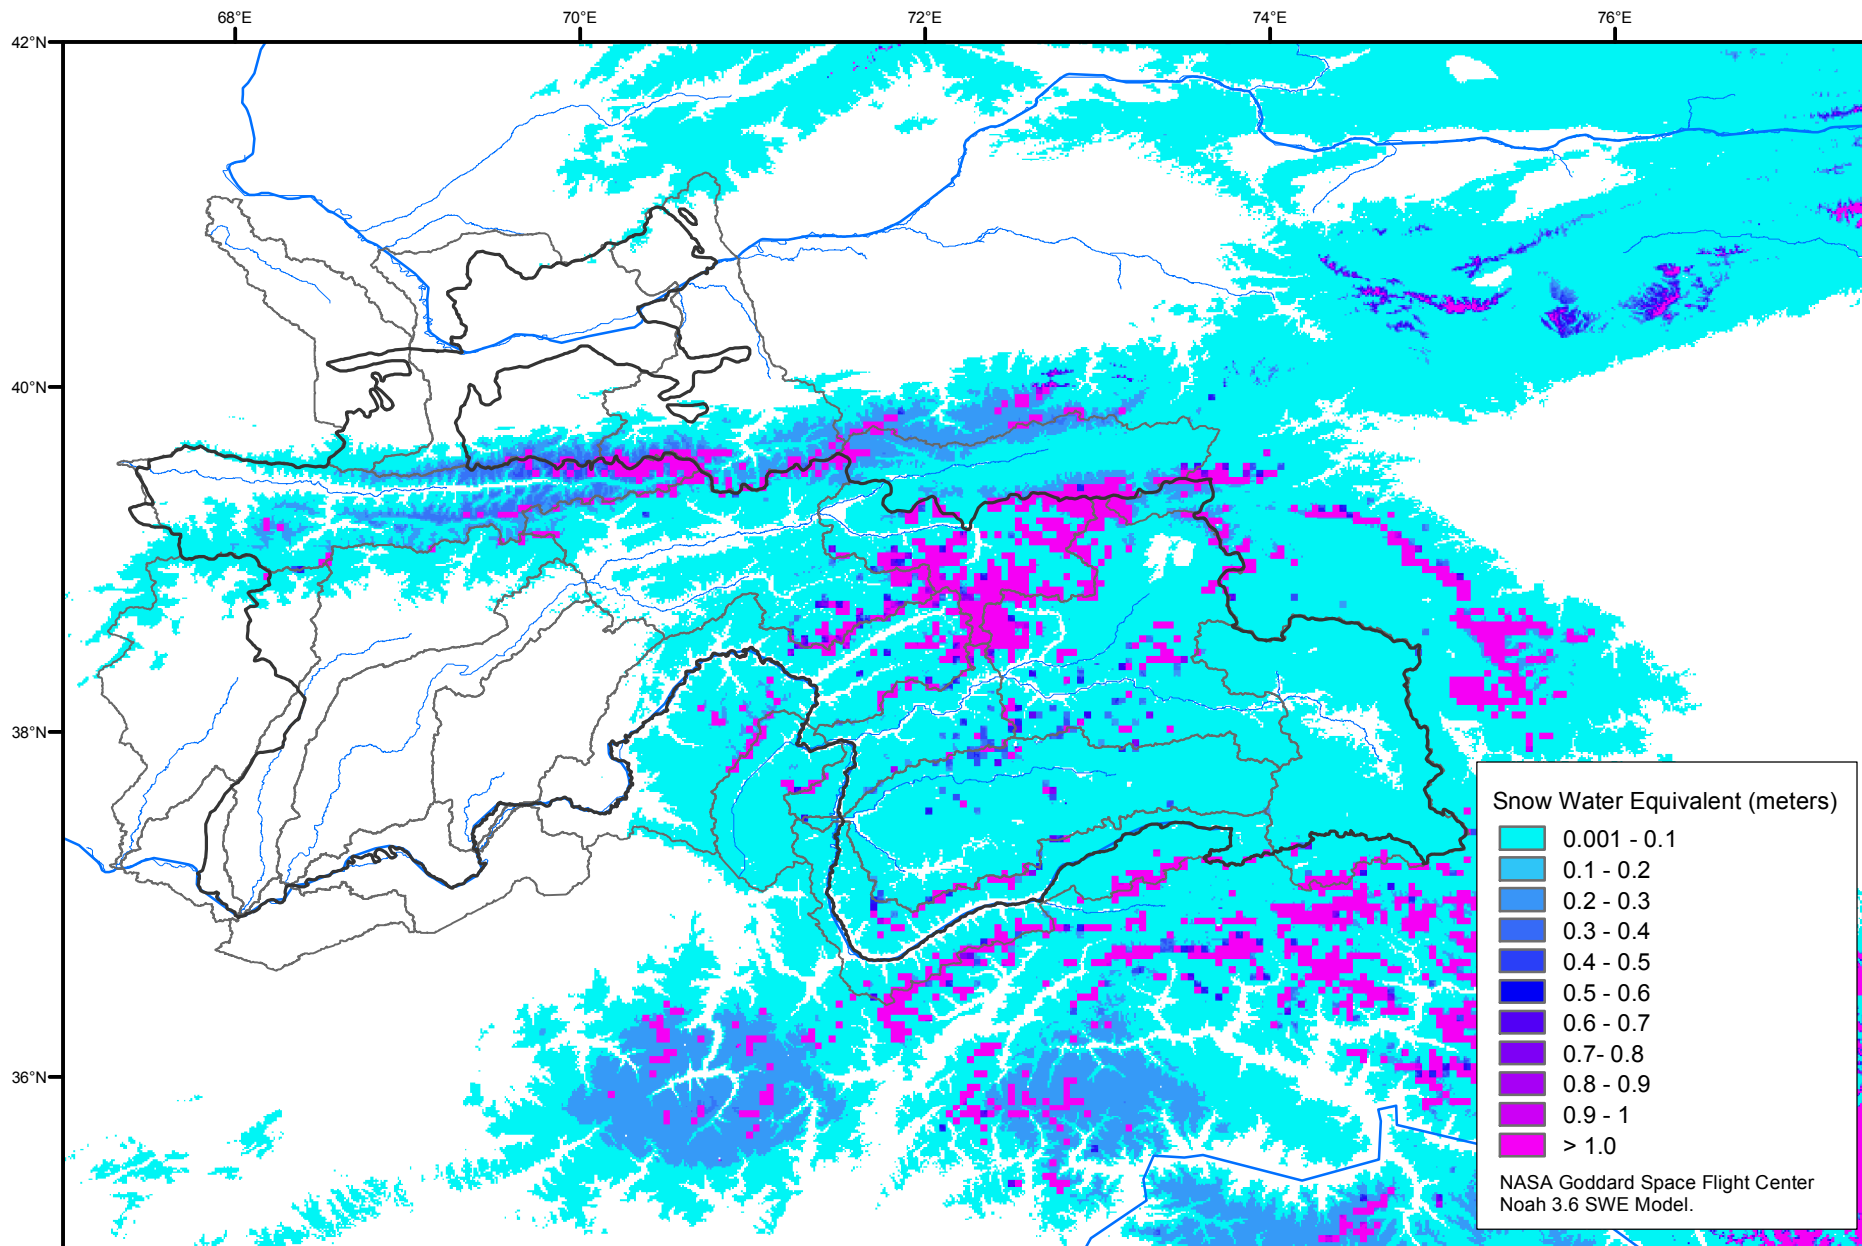 68°E
70°E
72°E
74°E
76°E
42°N
40°N
38°N
36°N
Snow Water Equivalent (meters)
0.001 - 0.1
0.1 - 0.2
0.2 - 0.3
0.3 - 0.4
0.4 - 0.5
0.5 - 0.6
0.6 - 0.7
0.7- 0.8
0.8 - 0.9
0.9 - 1
> 1.0
NASA Goddard Space Flight Center
Noah 3.6 SWE Model.